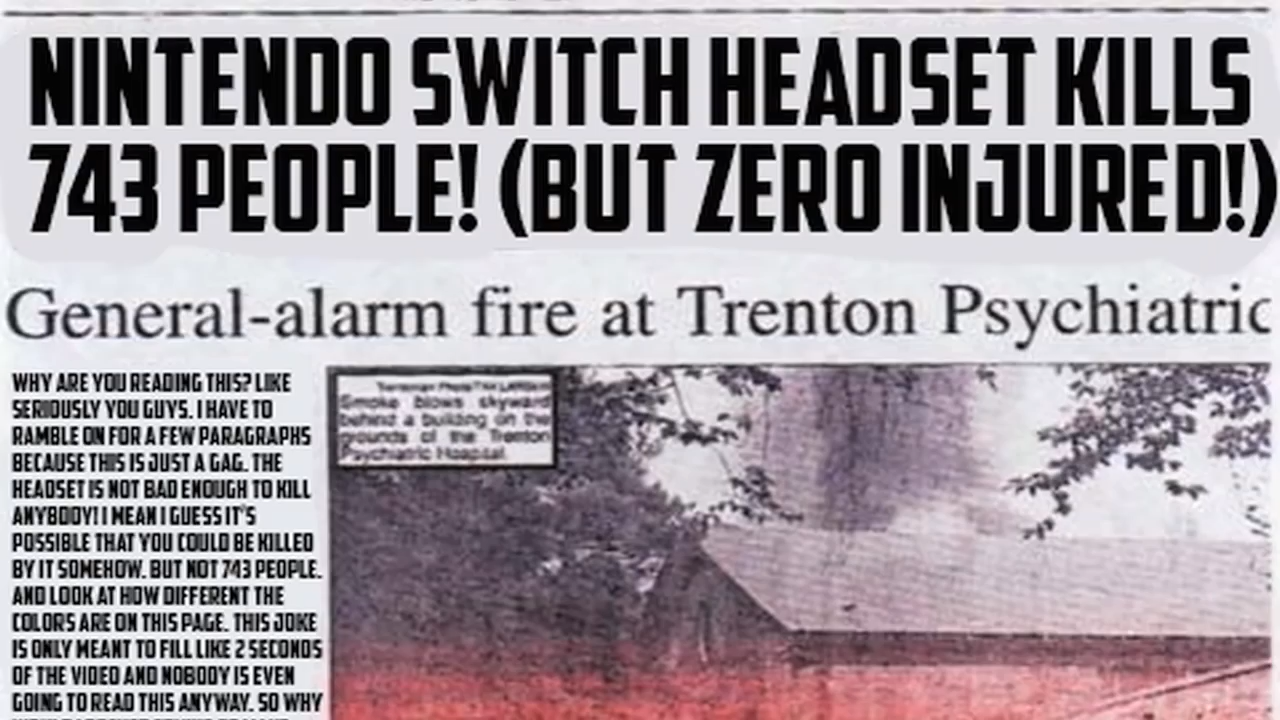 NINTENDO SWITCH HEADSET KILLS
743 PEOPLE! (BUT ZERO INJURED!)
General-alarm fire at Trenton Psychiatric
WHY ARE YOU READING THIS? LIKE
SERIOUSLY YOU GUYS. I HAVE TO
RAMBLE ON FOR A FEW PARAGRAPHS
BECAUSE THIS IS JUST A GAG. THE
HEADSET IS NOT BAD ENOUGH TO KILL
ANYBODY! I MEAN I GUESS IT'S
POSSIBLE THAT YOU COULD BE KILLED
BY IT SOMEHOW. BUT NOT 743 PEOPLE.
AND LOOK AT HOW DIFFERENT THE
COLORS ARE ON THIS PAGE. THIS JOKE
IS ONLY MEANT TO FILL LIKE 2 SECONDS
OF THE VIDEO AND NOBODY IS EVEN
GOING TO READ THIS ANYWAY. SO WHY
Smoke blows skyward
behind a building on the
grounds of the Trenton
Psychiatric Hospital.